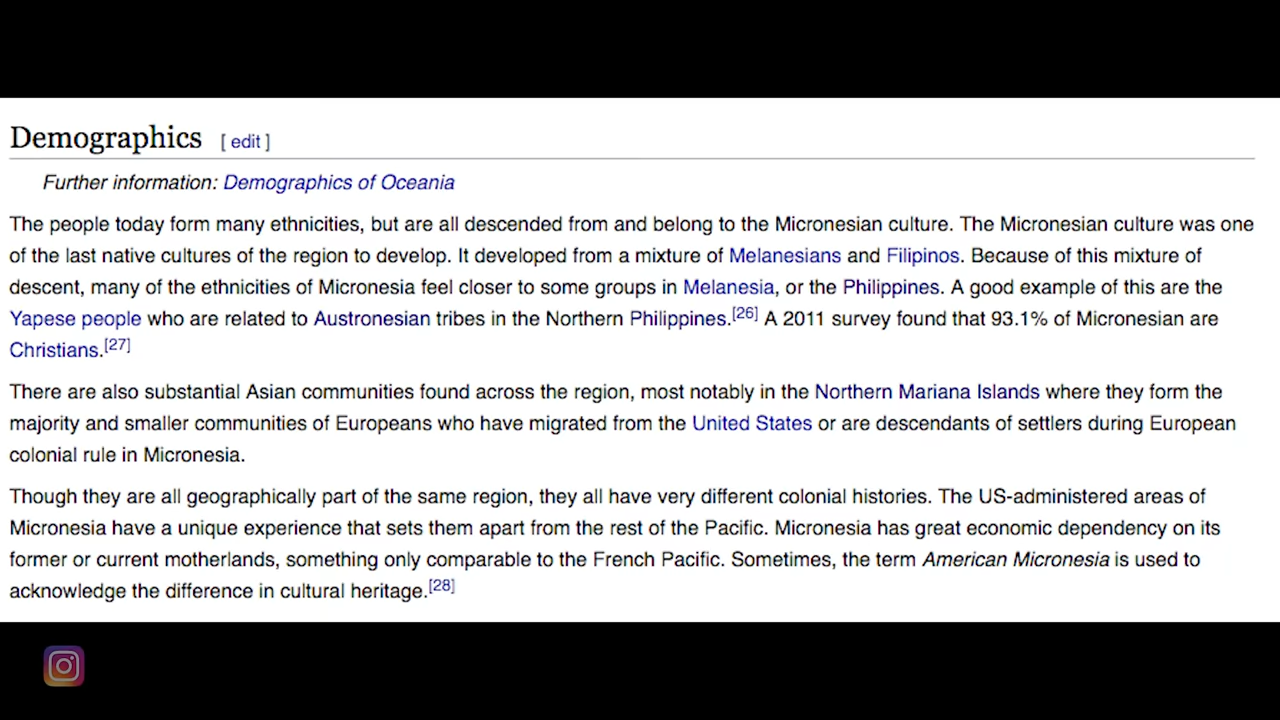 Demographics [ edit ]
Further information: Demographics of Oceania
The people today form many ethnicities, but are all descended from and belong to the Micronesian culture. The Micronesian culture was one
of the last native cultures of the region to develop. It developed from a mixture of Melanesians and Filipinos. Because of this mixture of
descent, many of the ethnicities of Micronesia feel closer to some groups in Melanesia, or the Philippines. A good example of this are the
Yapese people who are related to Austronesian tribes in the Northern Philippines.[26] A 2011 survey found that 93.1% of Micronesian are
Christians.[27]
There are also substantial Asian communities found across the region, most notably in the Northern Mariana Islands where they form the
majority and smaller communities of Europeans who have migrated from the United States or are descendants of settlers during European
colonial rule in Micronesia.
Though they are all geographically part of the same region, they all have very different colonial histories. The US-administered areas of
Micronesia have a unique experience that sets them apart from the rest of the Pacific. Micronesia has great economic dependency on its
former or current motherlands, something only comparable to the French Pacific. Sometimes, the term American Micronesia is used to
acknowledge the difference in cultural heritage.[28]